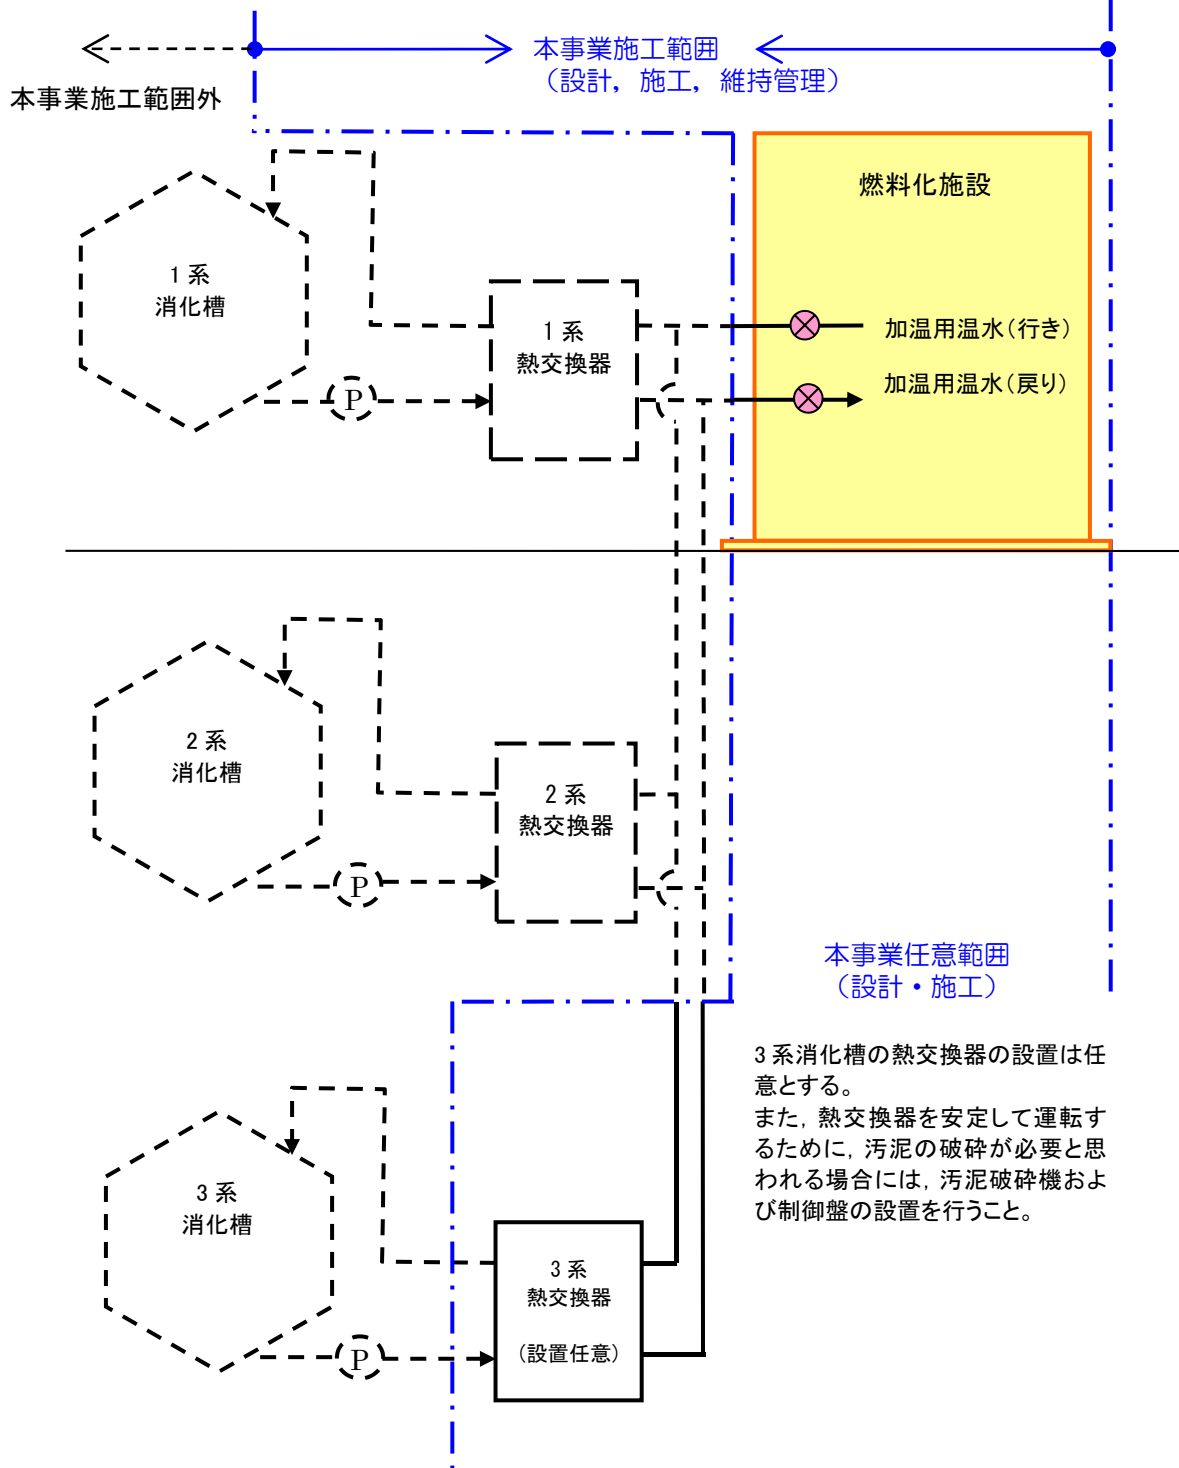 本事業施工範囲
（設計，施工，維持管理）
本事業施工範囲外
燃料化施設
1 系
消化槽
1 系
熱交換器
加温用温水（行き）
加温用温水（戻り）
P
2 系
消化槽
2 系
熱交換器
P
本事業任意範囲
（設計・施工）
3 系消化槽の熱交換器の設置は任
意とする。
また，熱交換器を安定して運転す
るために，汚泥の破砕が必要と思
われる場合には，汚泥破砕機およ
び制御盤の設置を行うこと。
3 系
消化槽
3 系
熱交換器
（設置任意）
P